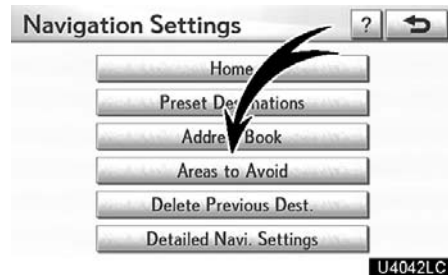 Navigation Settings ?
Home
Preset Destinations
Address Book
Areas to Avoid
Delete Previous Dest.
Detailed Navi. Settings
U4042LC